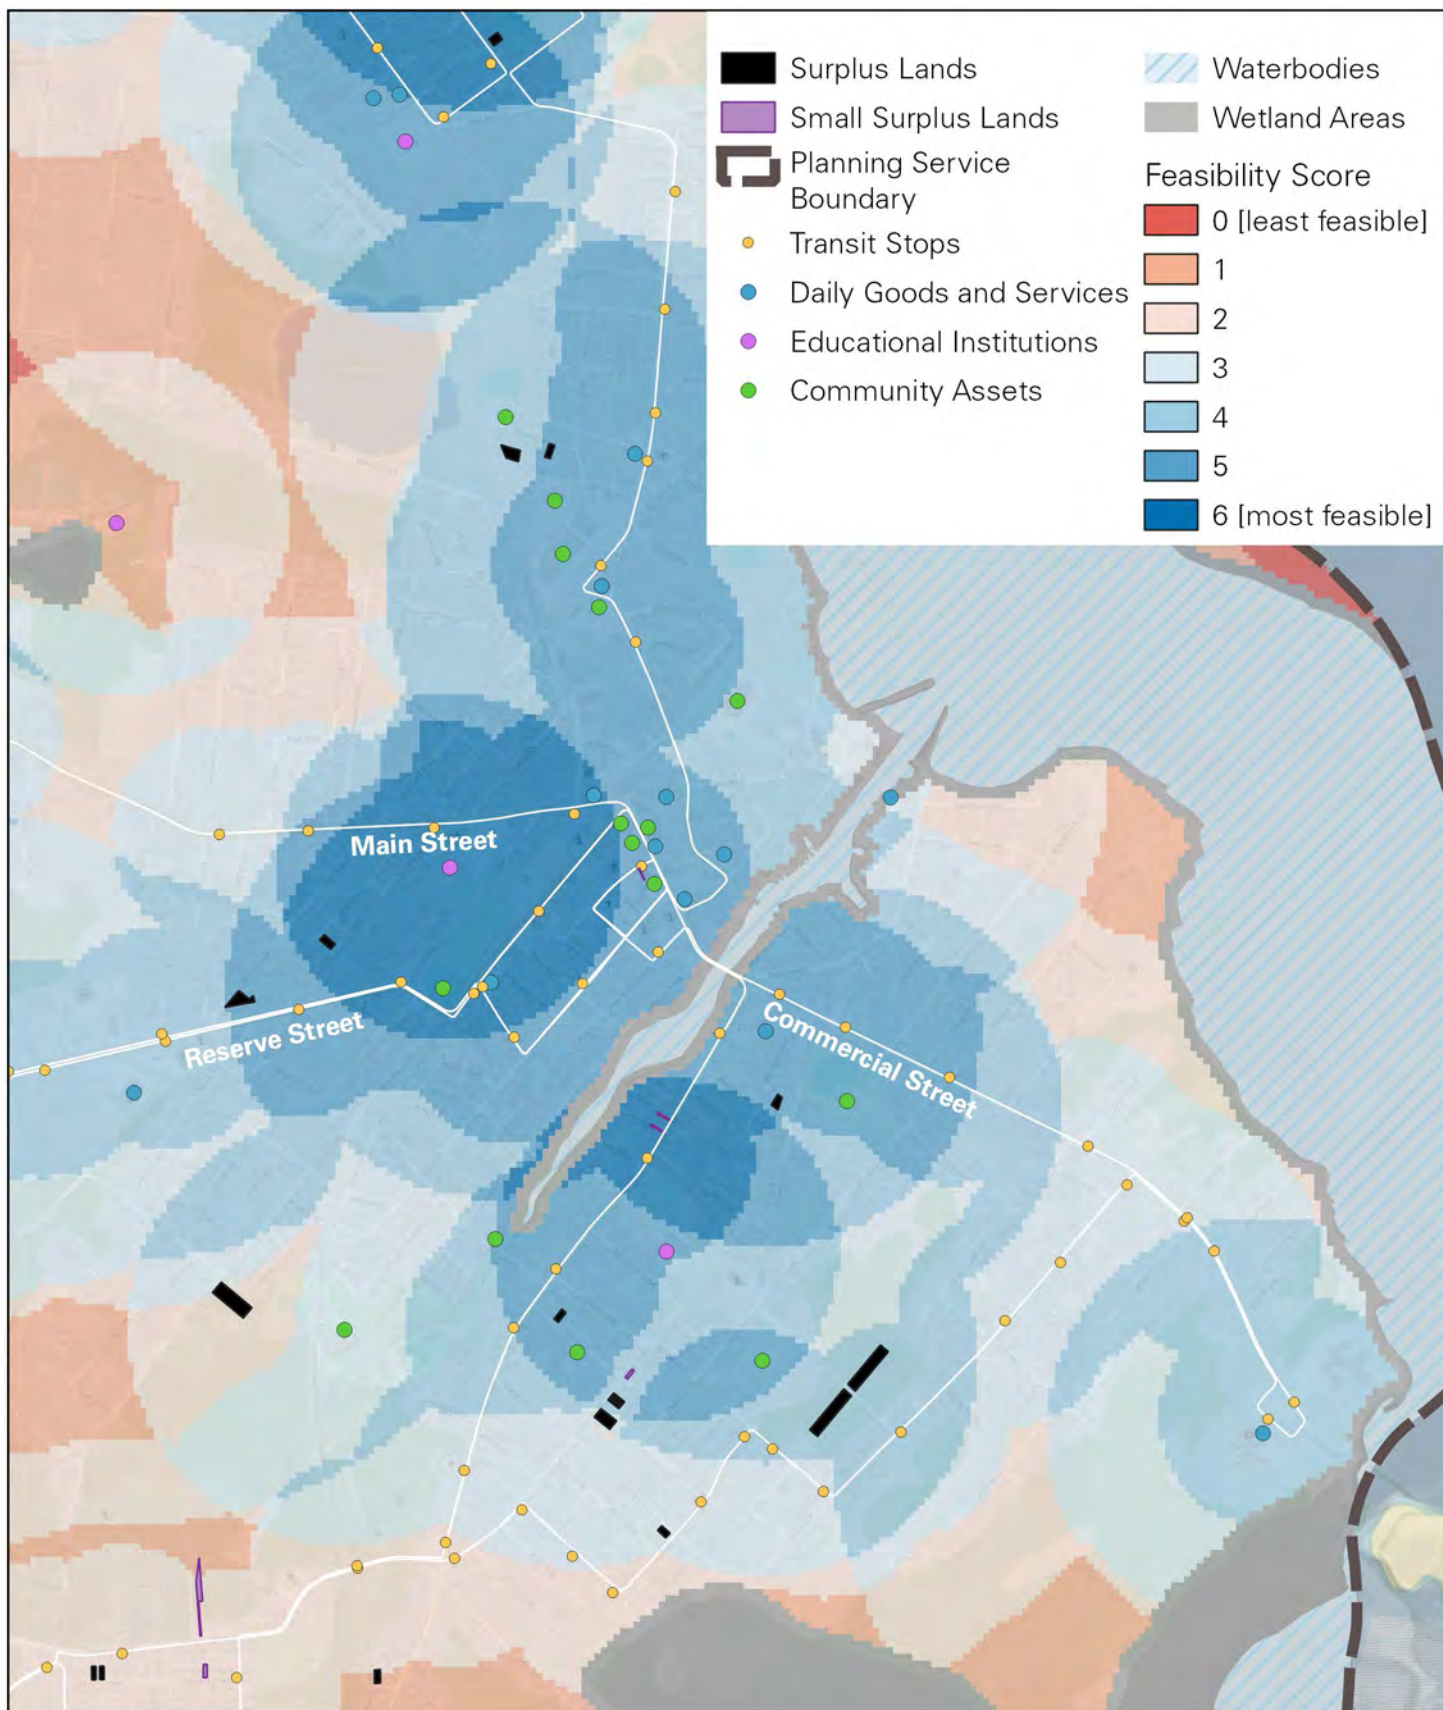 Surplus Lands
Small Surplus Lands
Planning Service
Boundary
Transit Stops
Daily Goods and Services
Educational Institutions
Community Assets
Waterbodies
Wetland Areas
Feasibility Score
0 [least feasible]
1
2
3
4
5
6 [most feasible]
Main Street
Reserve Street
Commercial Street